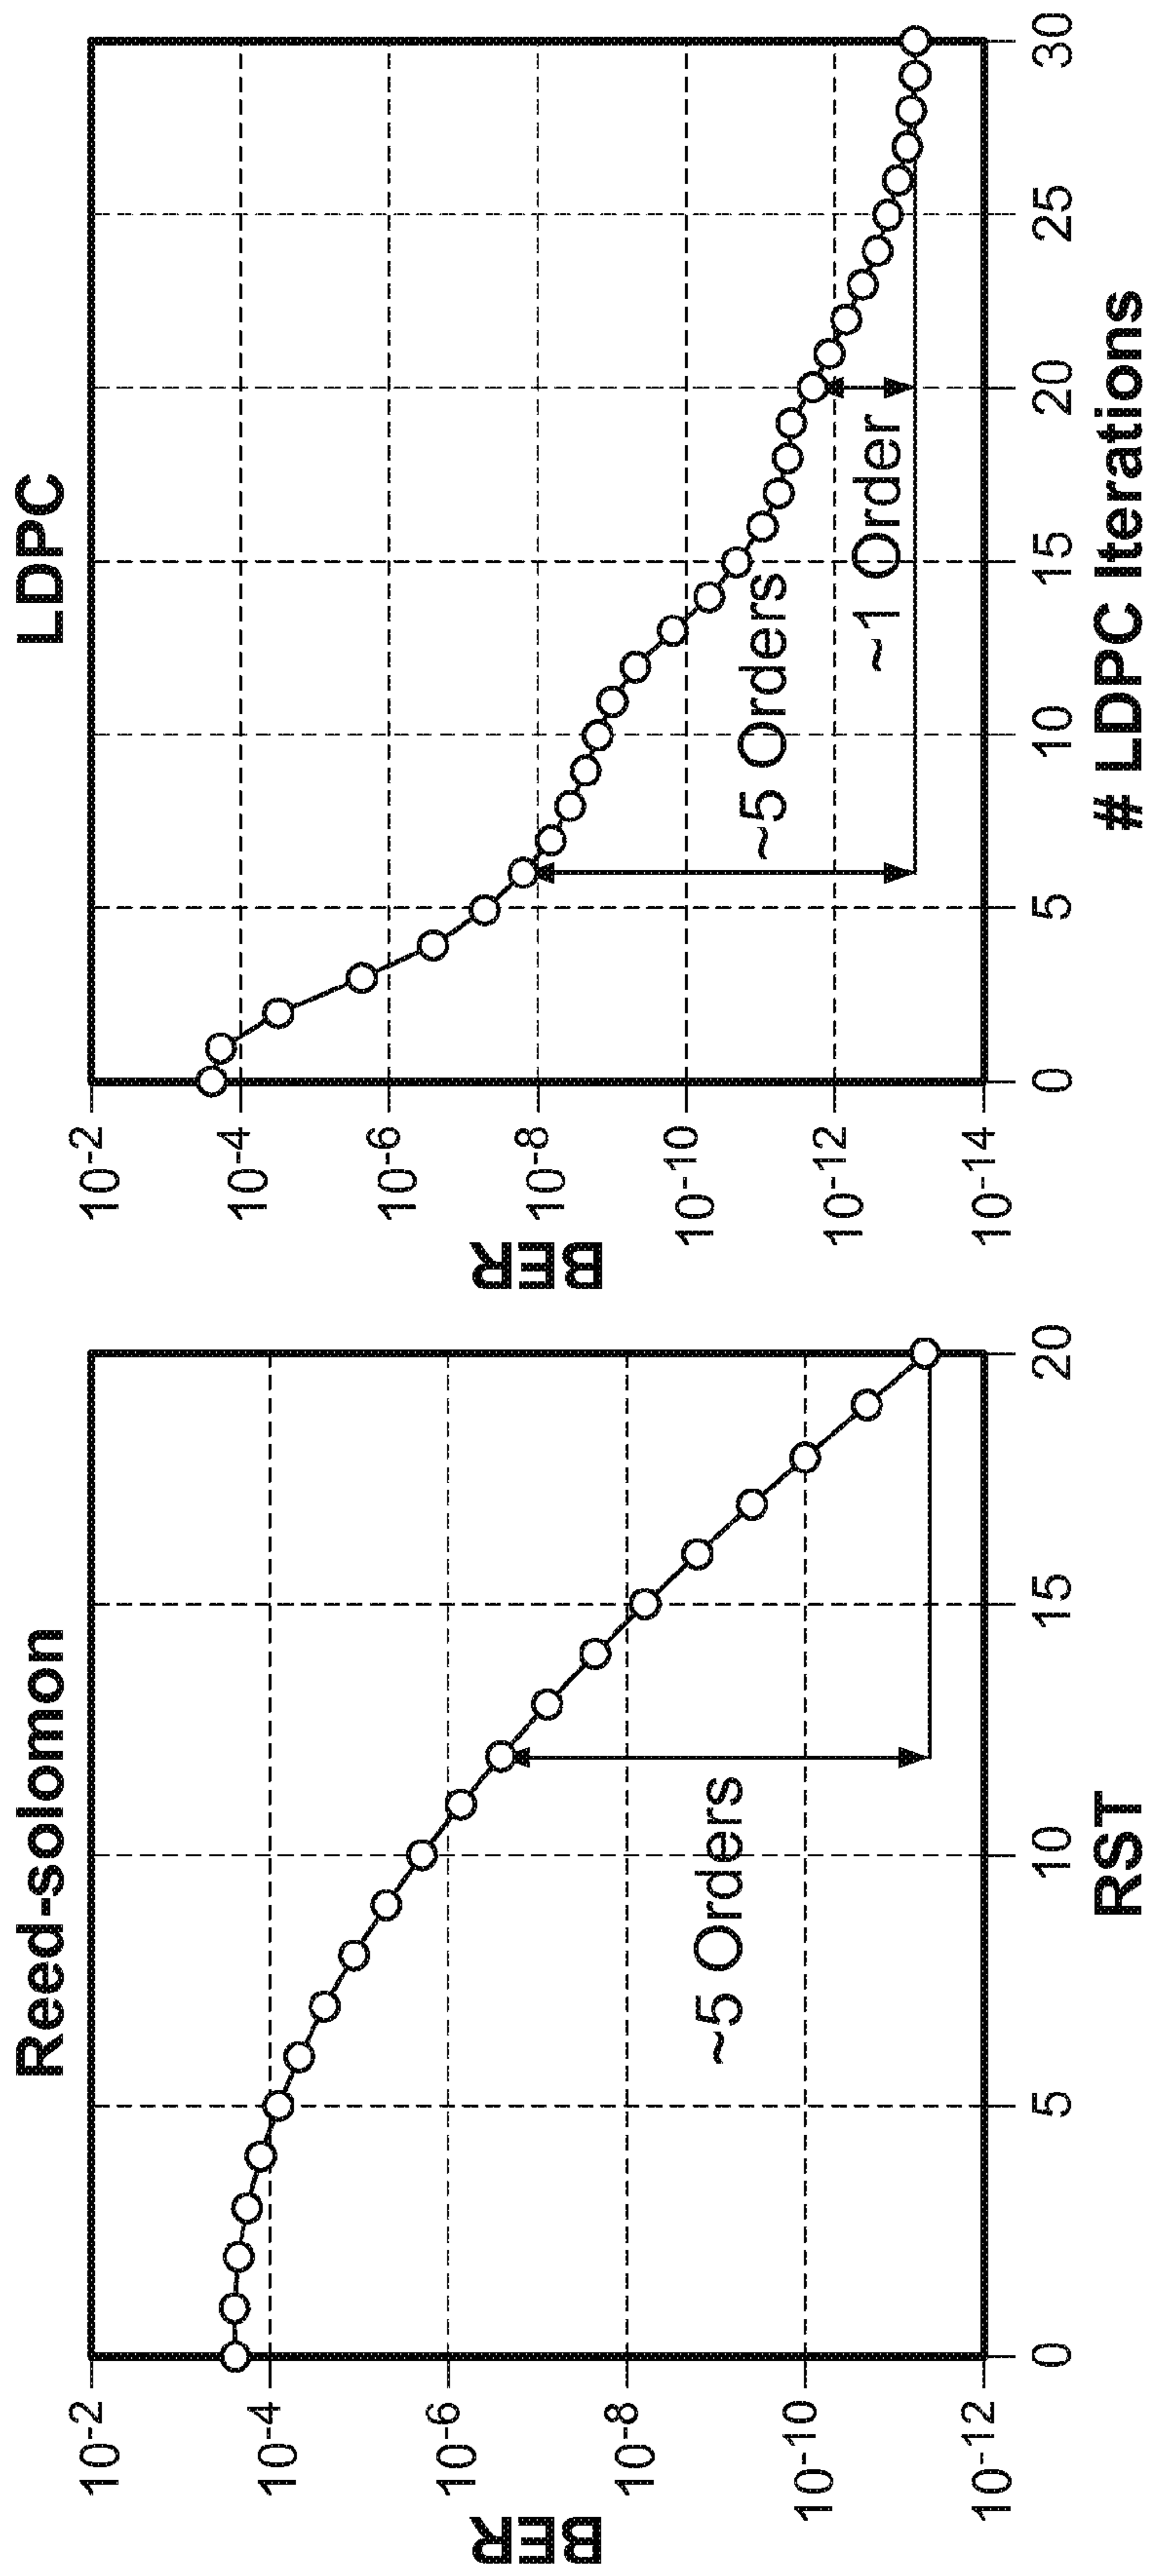 Reed-solomon
BER
10-2
10-4
10-6
10-8
10-10
10-12
~5 Orders
0
5
10
15
20
RST
LDPC
BER
10-2
10-4
10-6
10-8
10-10
10-12
10-14
~5 Orders
~1 Order
0
5
10
15
20
25
30
# LDPC Iterations